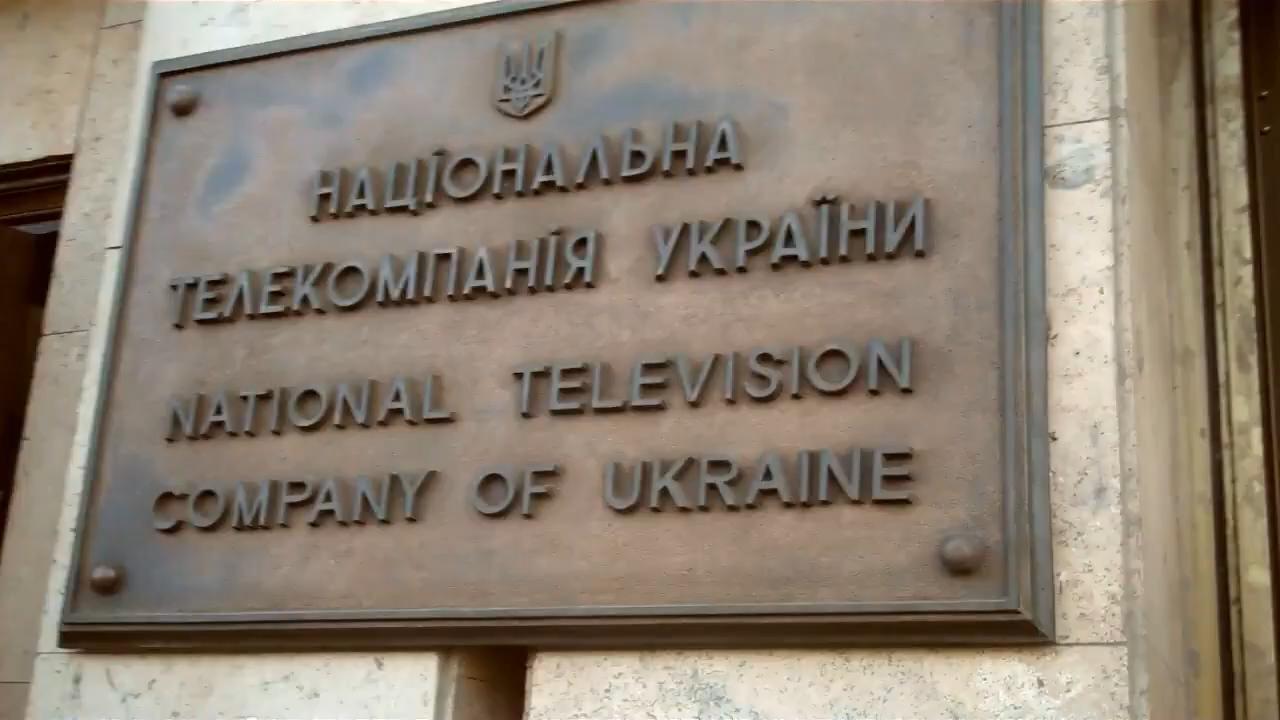 НАЦІОНАЛЬНА
ТЕЛЕКОМПАНІЯ УКРАЇНИ
NATIONAL TELEVISION
COMPANY OF UKRAINE